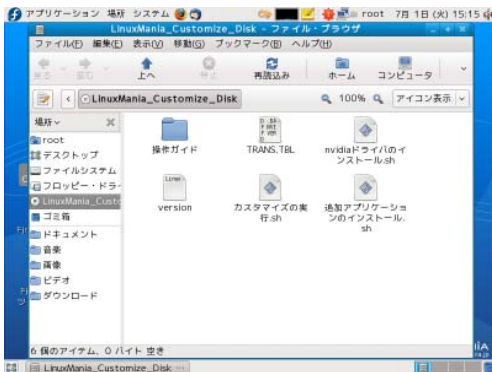 アプリケーション 場所 システム root 7月 1日 (火) 15:15
LinuxMania_Customize_Disk - ファイル・ブラウザ
ファイル(F) 編集(E) 表示(V) 移動(G) ブックマーク(B) ヘルプ(H)
戻る 進む 上へ 停止 再読込み ホーム コンピュータ
LinuxMania_Customize_Disk 100% アイコン表示
場所
root
デスクトップ
ファイルシステム
フロッピー・ドラ
LinuxMania_Custo
ゴミ箱
ドキュメント
音楽
画像
ビデオ
ダウンロード
操作ガイド
TRANS.TBL
nvidiaドライバのインストール.sh
version
カスタマイズの実行.sh
追加アプリケーションのインストール.sh
6 個のアイテム、0 バイト 空き
LinuxMania_Customize_Disk ...